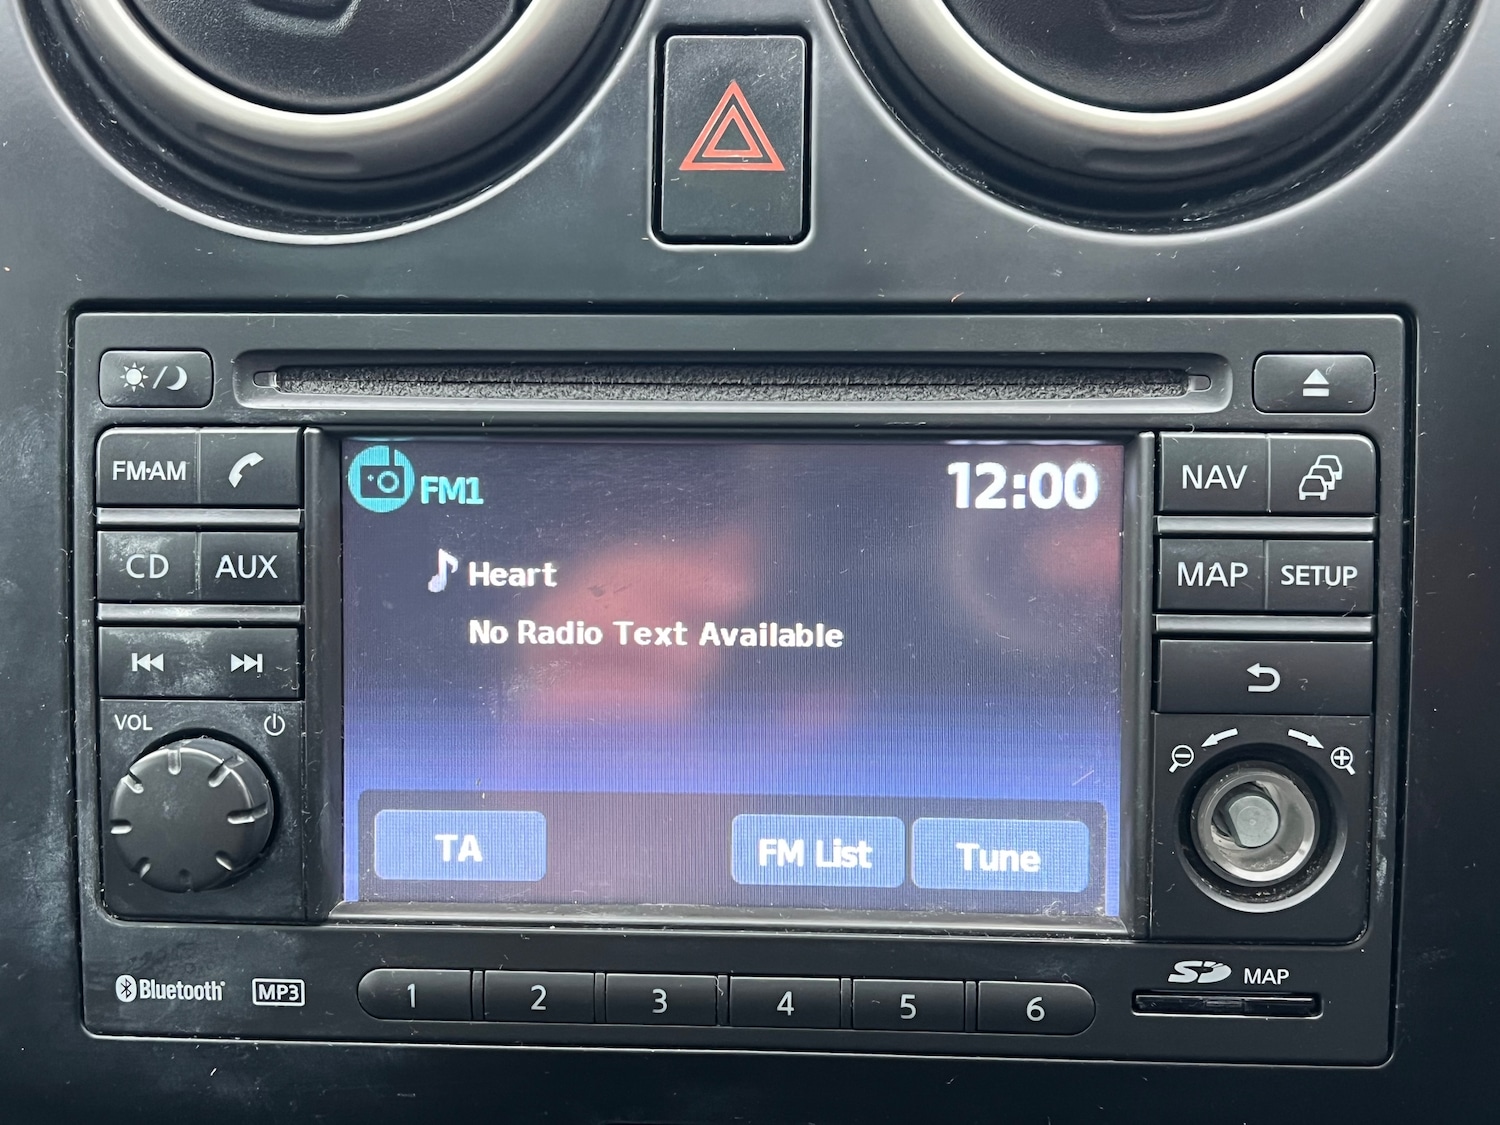 FM·AM
CD AUX
VOL
FM1
12:00
Heart
No Radio Text Available
TA FM List Tune
NAV
MAP SETUP
Bluetooth MP3
1 2 3 4 5 6
SD MAP